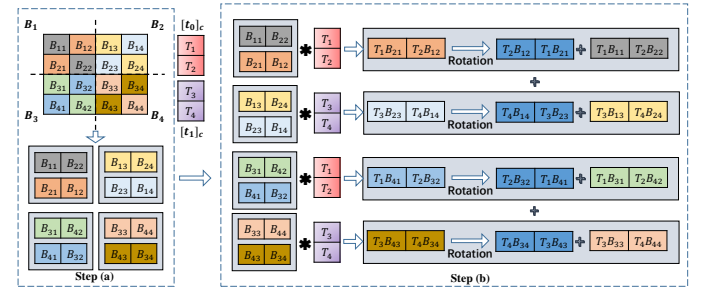 B₁ B₂ [t₀]_c
B₁₁ B₁₂ B₁₃ B₁₄ T₁
B₂₁ B₂₂ B₂₃ B₂₄ T₂
B₃₁ B₃₂ B₃₃ B₃₄ T₃
B₄₁ B₄₂ B₄₃ B₄₄ T₄
B₃ B₄ [t₁]_c
B₁₁ B₂₂ B₁₃ B₂₄
B₂₁ B₁₂ B₂₃ B₁₄
B₃₁ B₄₂ B₃₃ B₄₄
B₄₁ B₃₂ B₄₃ B₃₄
Step (a)
B₁₁ B₂₂
B₂₁ B₁₂
*
T₁
T₂
T₁B₂₁ T₂B₁₂ Rotation T₂B₁₂ T₁B₂₁ + T₁B₁₁ T₂B₂₂
+
B₁₃ B₂₄
B₂₃ B₁₄
*
T₃
T₄
T₃B₂₃ T₄B₁₄ Rotation T₄B₁₄ T₃B₂₃ + T₃B₁₃ T₄B₂₄
B₃₁ B₄₂
B₄₁ B₃₂
*
T₁
T₂
T₁B₄₁ T₂B₃₂ Rotation T₂B₃₂ T₁B₄₁ + T₁B₃₁ T₂B₄₂
+
B₃₃ B₄₄
B₄₃ B₃₄
*
T₃
T₄
T₃B₄₃ T₄B₃₄ Rotation T₄B₃₄ T₃B₄₃ + T₃B₃₃ T₄B₄₄
Step (b)